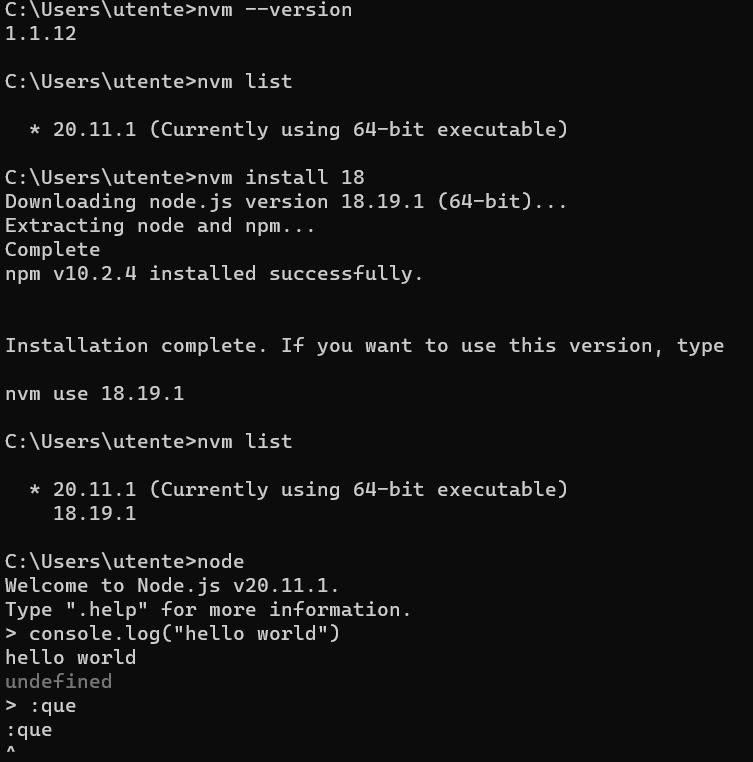 C:\Users\utente>nvm --version
1.1.12
C:\Users\utente>nvm list
* 20.11.1 (Currently using 64-bit executable)
C:\Users\utente>nvm install 18
Downloading node.js version 18.19.1 (64-bit)...
Extracting node and npm...
Complete
npm v10.2.4 installed successfully.
Installation complete. If you want to use this version, type
nvm use 18.19.1
C:\Users\utente>nvm list
* 20.11.1 (Currently using 64-bit executable)
18.19.1
C:\Users\utente>node
Welcome to Node.js v20.11.1.
Type ".help" for more information.
> console.log("hello world")
hello world
undefined
> :que
:que
^